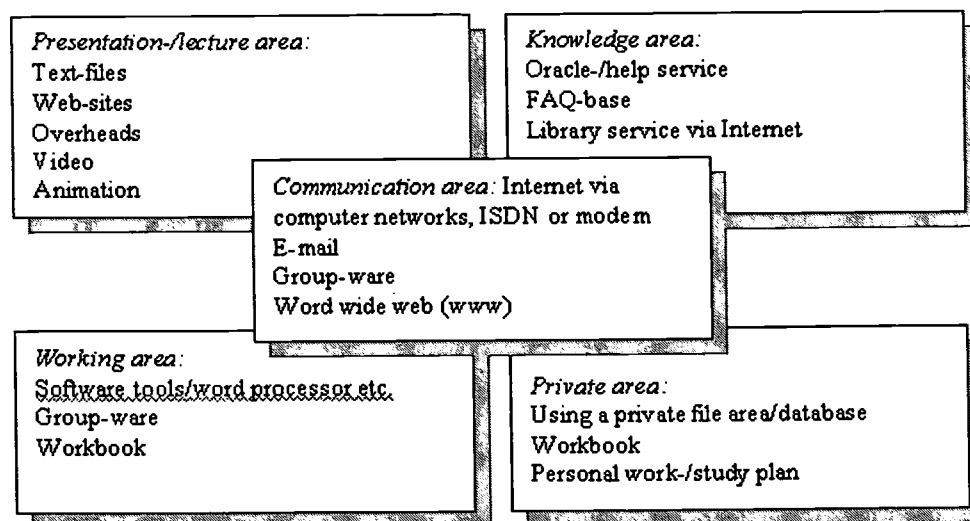 Presentation-/lecture area:
Text-files
Web-sites
Overheads
Video
Animation
Knowledge area:
Oracle-/help service
FAQ-base
Library service via Internet
Communication area: Internet via
computer networks, ISDN or modem
E-mail
Group-ware
Word wide web (www)
Working area:
Software tools/word processor etc.
Group-ware
Workbook
Private area:
Using a private file area/database
Workbook
Personal work-/study plan